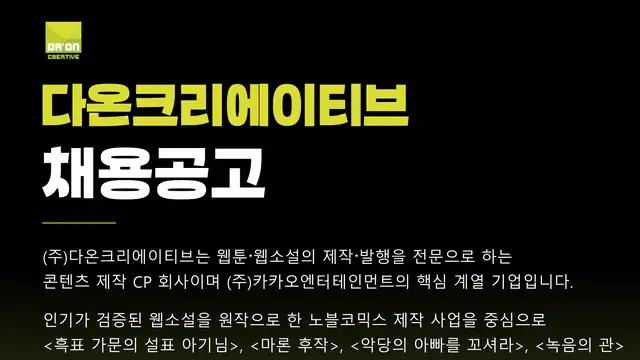 DA'ON
CREATIVE
다온크리에이티브
채용공고
(주)다온크리에이티브는 웹툰·웹소설의 제작·발행을 전문으로 하는
콘텐츠 제작 CP 회사이며 (주)카카오엔터테인먼트의 핵심 계열 기업입니다.
인기가 검증된 웹소설을 원작으로 한 노블코믹스 제작 사업을 중심으로
<흑표 가문의 설표 아기님>, <마론 후작>, <악당의 아빠를 꼬셔라>, <녹음의 관>